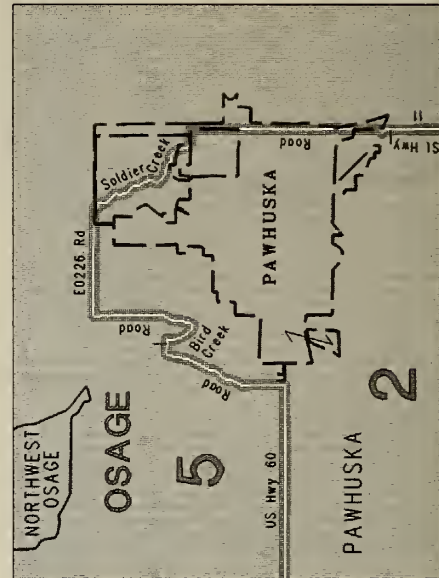 NORTHWEST
OSAGE
OSAGE
5
E0226 Rd
Soldier Creek
Road
Bird
Creek
Road
Road
PAWHUSKA
US Hwy 60
St Hwy 11
PAWHUSKA
2